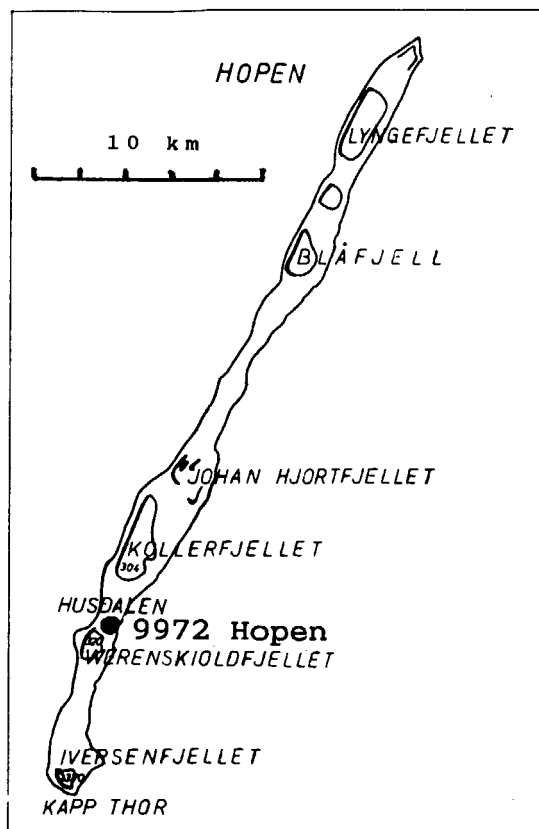 HOPEN
LYNGEFJELLET
10 km
BLÅFJELL
JOHAN HJORTFJELLET
KOLLERFJELLET
304
HUSDALEN
9972 Hopen
WERENSKIOLDFJELLET
IVERSENFJELLET
KAPP THOR